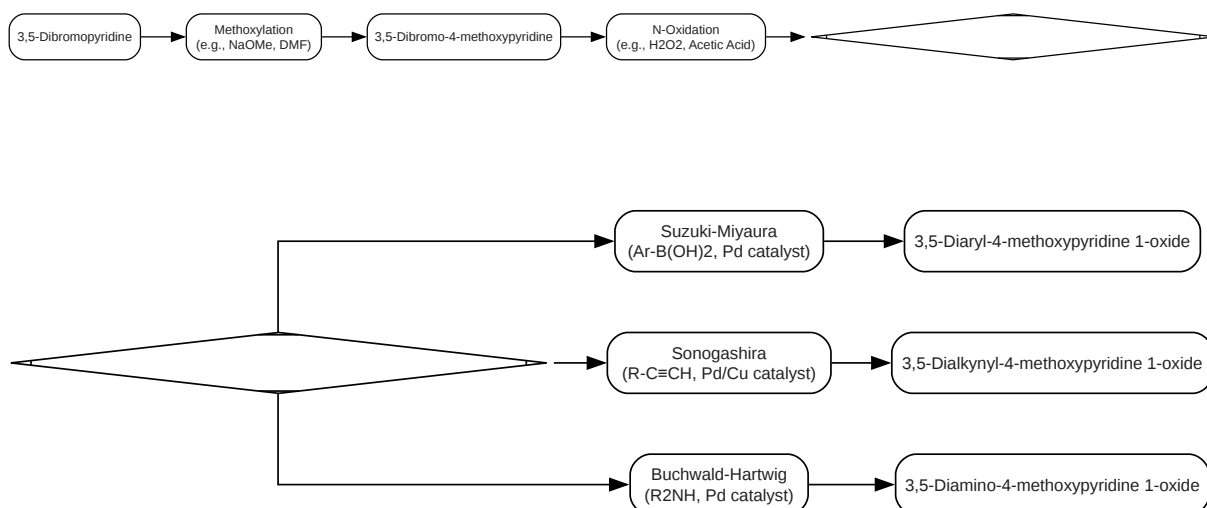 3,5-Dibromopyridine
Methoxylation
(e.g., NaOMe, DMF)
3,5-Dibromo-4-methoxypyridine
N-Oxidation
(e.g., H2O2, Acetic Acid)
Suzuki-Miyaura
(Ar-B(OH)2, Pd catalyst)
3,5-Diaryl-4-methoxypyridine 1-oxide
Sonogashira
(R-C≡CH, Pd/Cu catalyst)
3,5-Dialkynyl-4-methoxypyridine 1-oxide
Buchwald-Hartwig
(R2NH, Pd catalyst)
3,5-Diamino-4-methoxypyridine 1-oxide